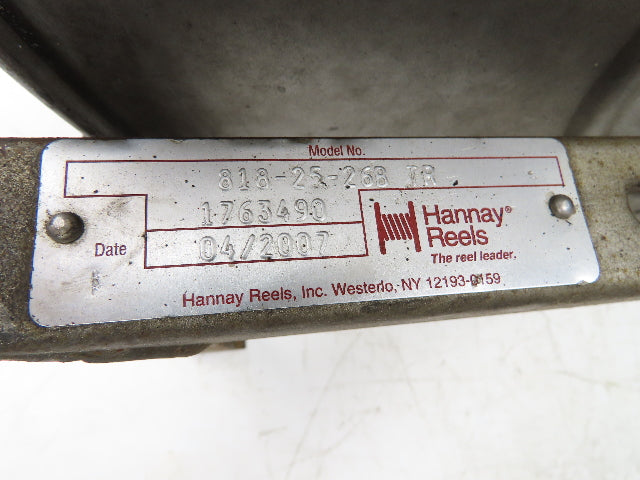 Model No.
818-25-26B TR
1763490
Date 04/2007
Hannay®
Reels
The reel leader.
Hannay Reels, Inc. Westerlo, NY 12193-0159